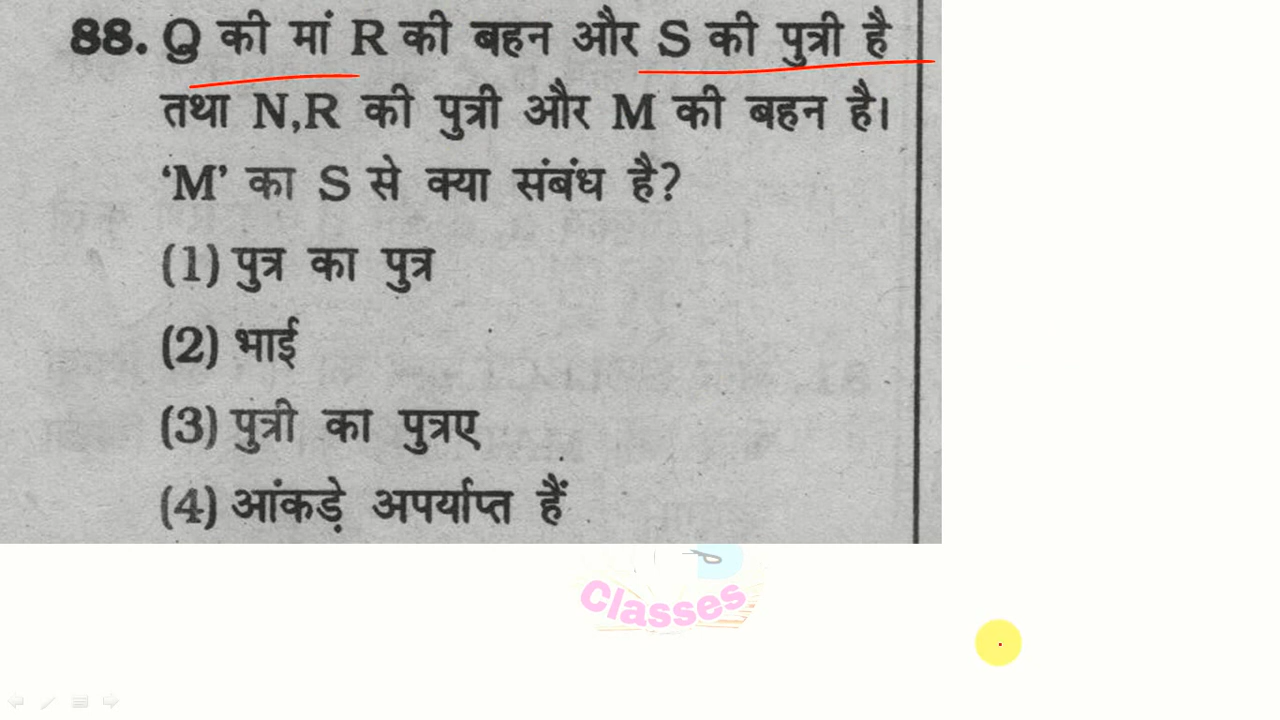 88. Q की मां R की बहन और S की पुत्री है
तथा N,R की पुत्री और M की बहन है।
‘M’ का S से क्या संबंध है?
(1) पुत्र का पुत्र
(2) भाई
(3) पुत्री का पुत्रए
(4) आंकड़े अपर्याप्त हैं
Classes